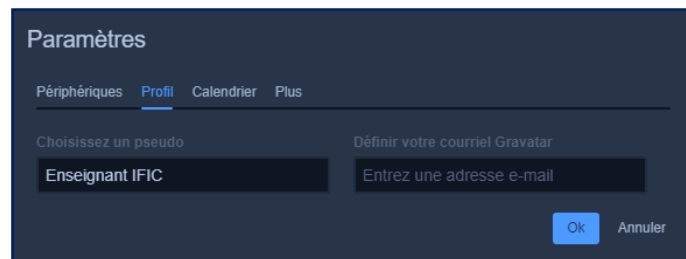 Paramètres
Périphériques Profil Calendrier Plus
Choisissez un pseudo Définir votre courriel Gravatar
Enseignant IFIC Entrez une adresse e-mail
Ok Annuler